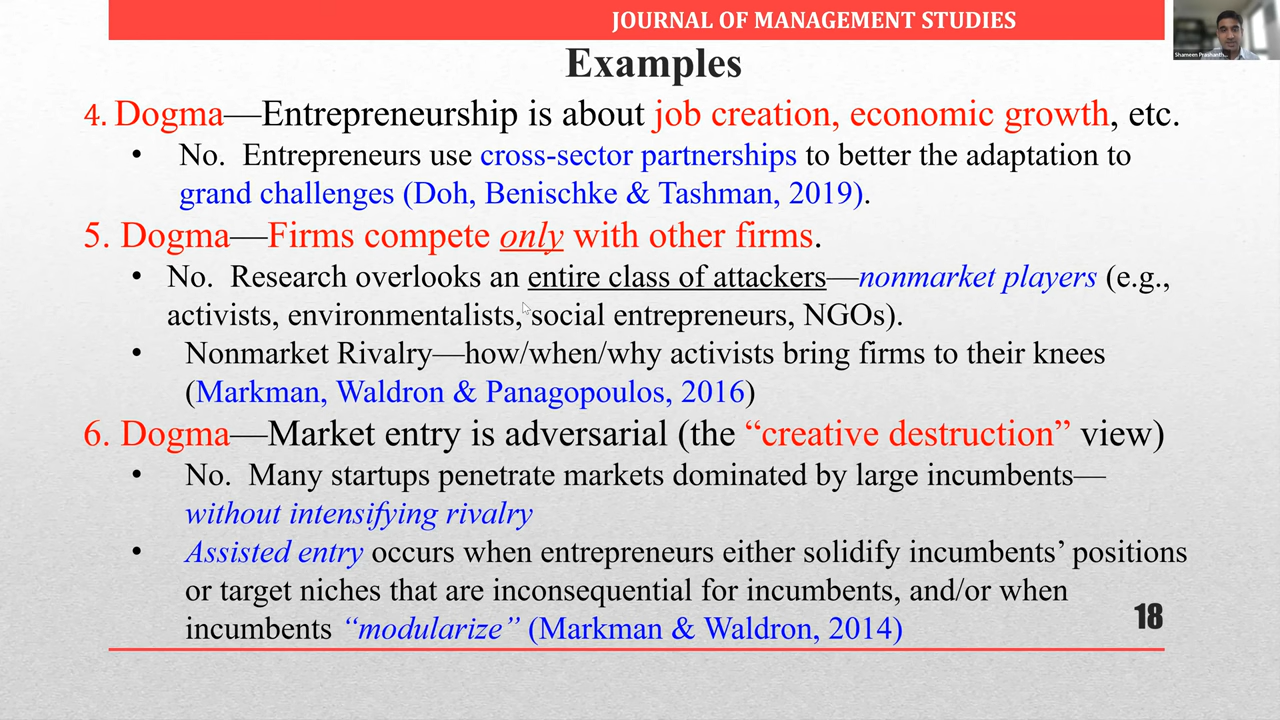 JOURNAL OF MANAGEMENT STUDIES
Shameen Prashanth...
Examples
4. Dogma—Entrepreneurship is about job creation, economic growth, etc.
• No. Entrepreneurs use cross-sector partnerships to better the adaptation to
grand challenges (Doh, Benischke & Tashman, 2019).
5. Dogma—Firms compete only with other firms.
• No. Research overlooks an entire class of attackers—nonmarket players (e.g.,
activists, environmentalists, social entrepreneurs, NGOs).
• Nonmarket Rivalry—how/when/why activists bring firms to their knees
(Markman, Waldron & Panagopoulos, 2016)
6. Dogma—Market entry is adversarial (the “creative destruction” view)
• No. Many startups penetrate markets dominated by large incumbents—
without intensifying rivalry
• Assisted entry occurs when entrepreneurs either solidify incumbents’ positions
or target niches that are inconsequential for incumbents, and/or when
incumbents “modularize” (Markman & Waldron, 2014)
18